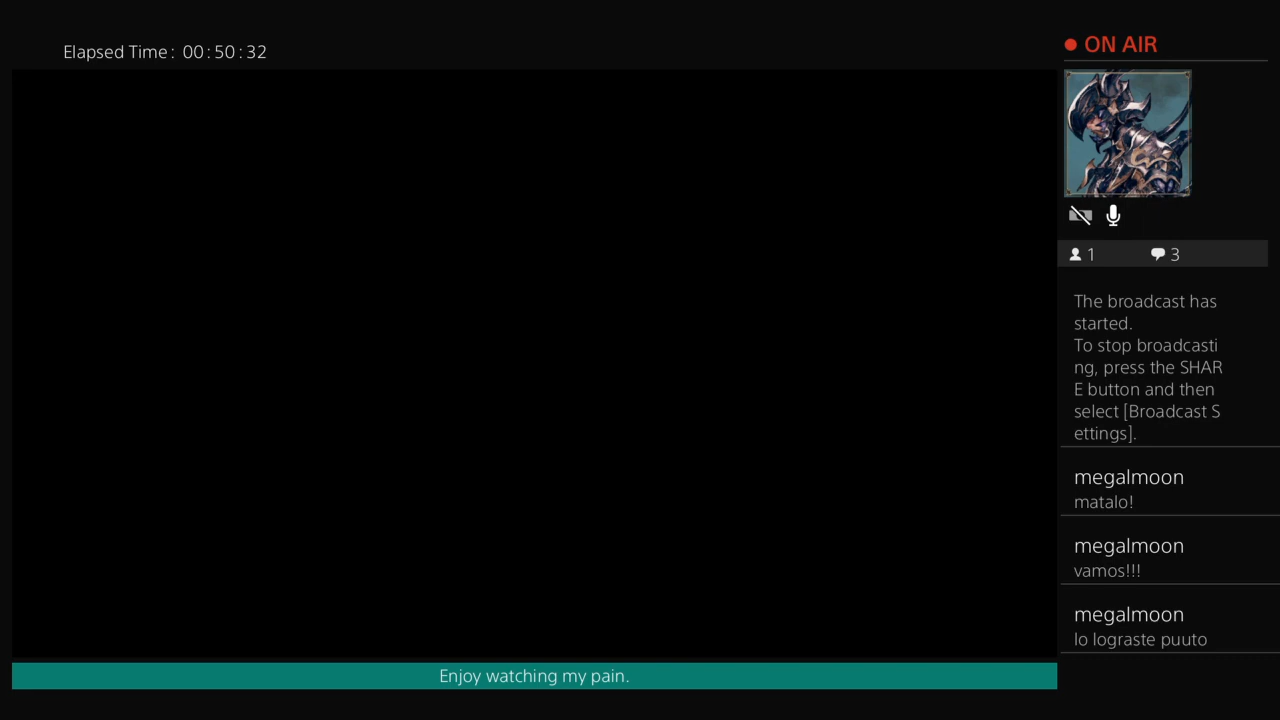 Elapsed Time: 00:50:32
ON AIR
1
3
The broadcast has
started.
To stop broadcasti
ng, press the SHAR
E button and then
select [Broadcast S
ettings].
megalmoon
matalo!
megalmoon
vamos!!!
megalmoon
lo lograste puuto
Enjoy watching my pain.